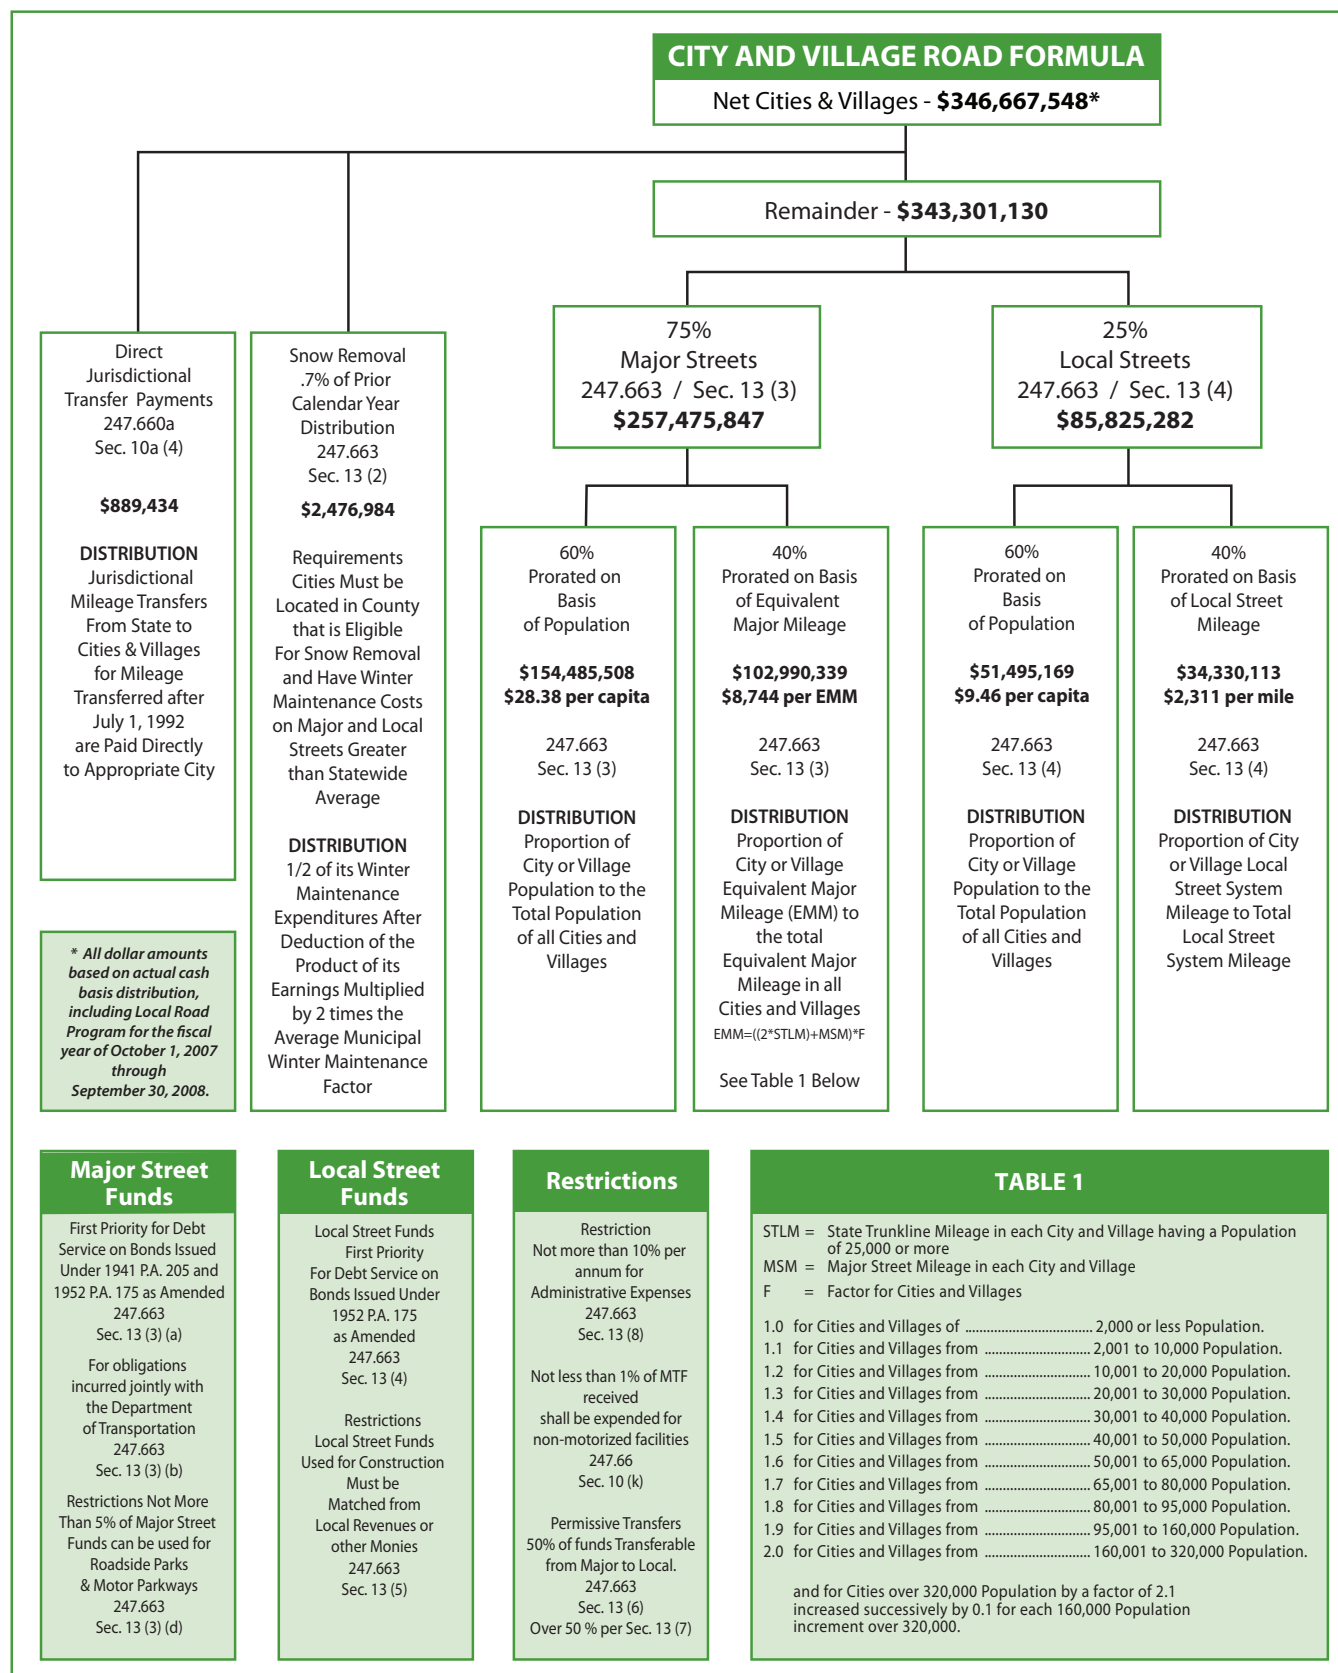 CITY AND VILLAGE ROAD FORMULA
Net Cities & Villages - $346,667,548*
Remainder - $343,301,130
75%
Major Streets
247.663 / Sec. 13 (3)
$257,475,847
25%
Local Streets
247.663 / Sec. 13 (4)
$85,825,282
Direct
Jurisdictional
Transfer Payments
247.660a
Sec. 10a (4)
$889,434
DISTRIBUTION
Jurisdictional
Mileage Transfers
From State to
Cities & Villages
for Mileage
Transferred after
July 1, 1992
are Paid Directly
to Appropriate City
Snow Removal
.7% of Prior
Calendar Year
Distribution
247.663
Sec. 13 (2)
$2,476,984
Requirements
Cities Must be
Located in County
that is Eligible
For Snow Removal
and Have Winter
Maintenance Costs
on Major and Local
Streets Greater
than Statewide
Average
DISTRIBUTION
1/2 of its Winter
Maintenance
Expenditures After
Deduction of the
Product of its
Earnings Multiplied
by 2 times the
Average Municipal
Winter Maintenance
Factor
60%
Prorated on
Basis
of Population
$154,485,508
$28.38 per capita
247.663
Sec. 13 (3)
DISTRIBUTION
Proportion of
City or Village
Population to the
Total Population
of all Cities and
Villages
40%
Prorated on Basis
of Equivalent
Major Mileage
$102,990,339
$8,744 per EMM
247.663
Sec. 13 (3)
DISTRIBUTION
Proportion of
City or Village
Equivalent Major
Mileage (EMM) to
the total
Equivalent Major
Mileage in all
Cities and Villages
EMM=((2*STLM)+MSM)*F
See Table 1 Below
60%
Prorated on
Basis
of Population
$51,495,169
$9.46 per capita
247.663
Sec. 13 (4)
DISTRIBUTION
Proportion of
City or Village
Population to the
Total Population
of all Cities and
Villages
40%
Prorated on Basis
of Local Street
Mileage
$34,330,113
$2,311 per mile
247.663
Sec. 13 (4)
DISTRIBUTION
Proportion of City
or Village Local
Street System
Mileage to Total
Local Street
System Mileage
* All dollar amounts
based on actual cash
basis distribution,
including Local Road
Program for the fiscal
year of October 1, 2007
through
September 30, 2008.
Major Street
Funds
First Priority for Debt
Service on Bonds Issued
Under 1941 P.A. 205 and
1952 P.A. 175 as Amended
247.663
Sec. 13 (3) (a)
For obligations
incurred jointly with
the Department
of Transportation
247.663
Sec. 13 (3) (b)
Restrictions Not More
Than 5% of Major Street
Funds can be used for
Roadside Parks
& Motor Parkways
247.663
Sec. 13 (3) (d)
Local Street
Funds
Local Street Funds
First Priority
For Debt Service on
Bonds Issued Under
1952 P.A. 175
as Amended
247.663
Sec. 13 (4)
Restrictions
Local Street Funds
Used for Construction
Must be
Matched from
Local Revenues or
other Monies
247.663
Sec. 13 (5)
Restrictions
Restriction
Not more than 10% per
annum for
Administrative Expenses
247.663
Sec. 13 (8)
Not less than 1% of MTF
received
shall be expended for
non-motorized facilities
247.66
Sec. 10 (k)
Permissive Transfers
50% of funds Transferable
from Major to Local.
247.663
Sec. 13 (6)
Over 50 % per Sec. 13 (7)
TABLE 1
STLM = State Trunkline Mileage in each City and Village having a Population
of 25,000 or more
MSM = Major Street Mileage in each City and Village
F = Factor for Cities and Villages
1.0 for Cities and Villages of ................................... 2,000 or less Population.
1.1 for Cities and Villages from ............................. 2,001 to 10,000 Population.
1.2 for Cities and Villages from ............................. 10,001 to 20,000 Population.
1.3 for Cities and Villages from ............................. 20,001 to 30,000 Population.
1.4 for Cities and Villages from ............................. 30,001 to 40,000 Population.
1.5 for Cities and Villages from ............................. 40,001 to 50,000 Population.
1.6 for Cities and Villages from ............................. 50,001 to 65,000 Population.
1.7 for Cities and Villages from ............................. 65,001 to 80,000 Population.
1.8 for Cities and Villages from ............................. 80,001 to 95,000 Population.
1.9 for Cities and Villages from ............................. 95,001 to 160,000 Population.
2.0 for Cities and Villages from ............................. 160,001 to 320,000 Population.
and for Cities over 320,000 Population by a factor of 2.1
increased successively by 0.1 for each 160,000 Population
increment over 320,000.